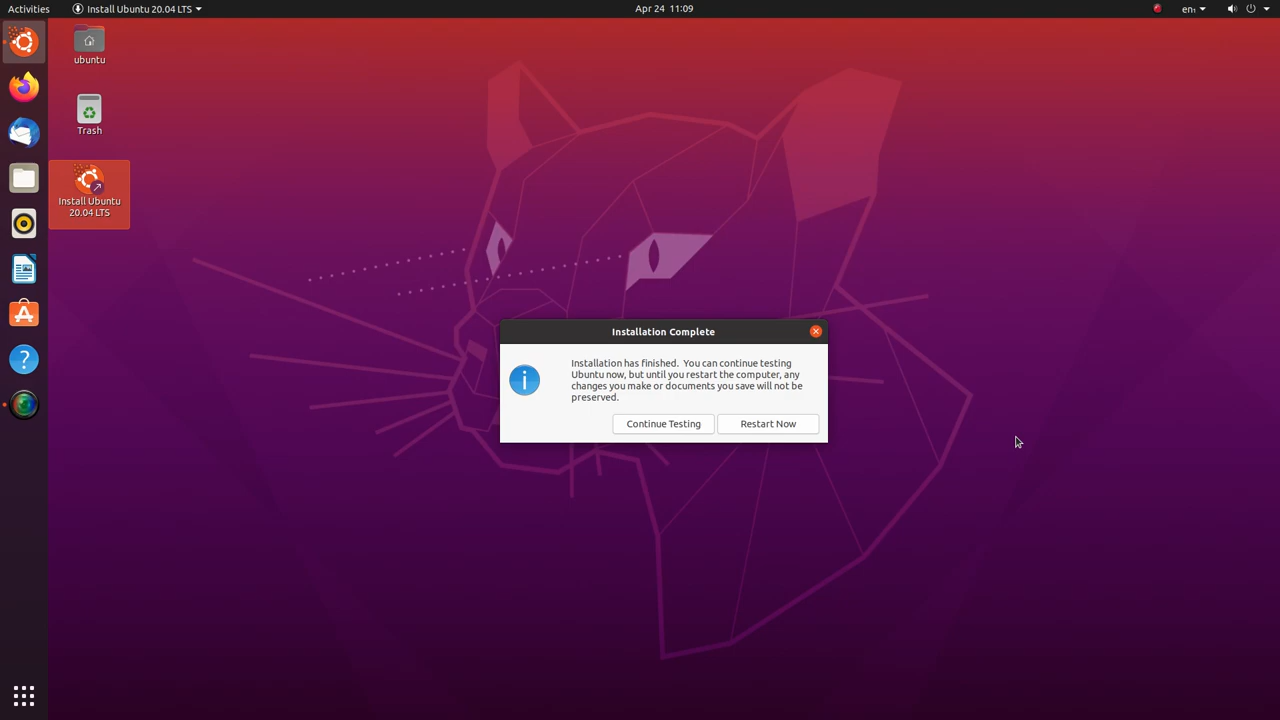 Activities
Install Ubuntu 20.04 LTS
Apr 24 11:09
en₁
ubuntu
Trash
Install Ubuntu
20.04 LTS
Installation Complete
Installation has finished.  You can continue testing
Ubuntu now, but until you restart the computer, any
changes you make or documents you save will not be
preserved.
Continue Testing
Restart Now